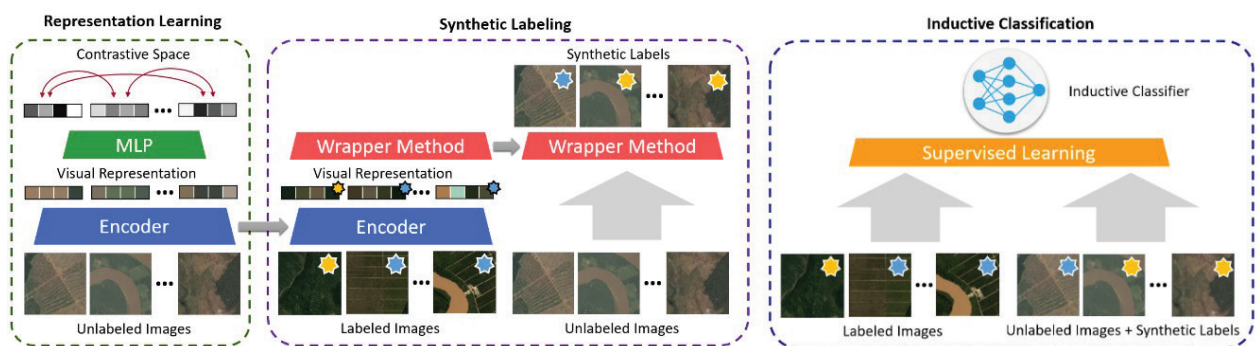 Representation Learning
Contrastive Space
MLP
Visual Representation
Encoder
Unlabeled Images
Synthetic Labeling
Synthetic Labels
Wrapper Method
Wrapper Method
Visual Representation
Encoder
Labeled Images
Unlabeled Images
Inductive Classification
Inductive Classifier
Supervised Learning
Labeled Images
Unlabeled Images + Synthetic Labels